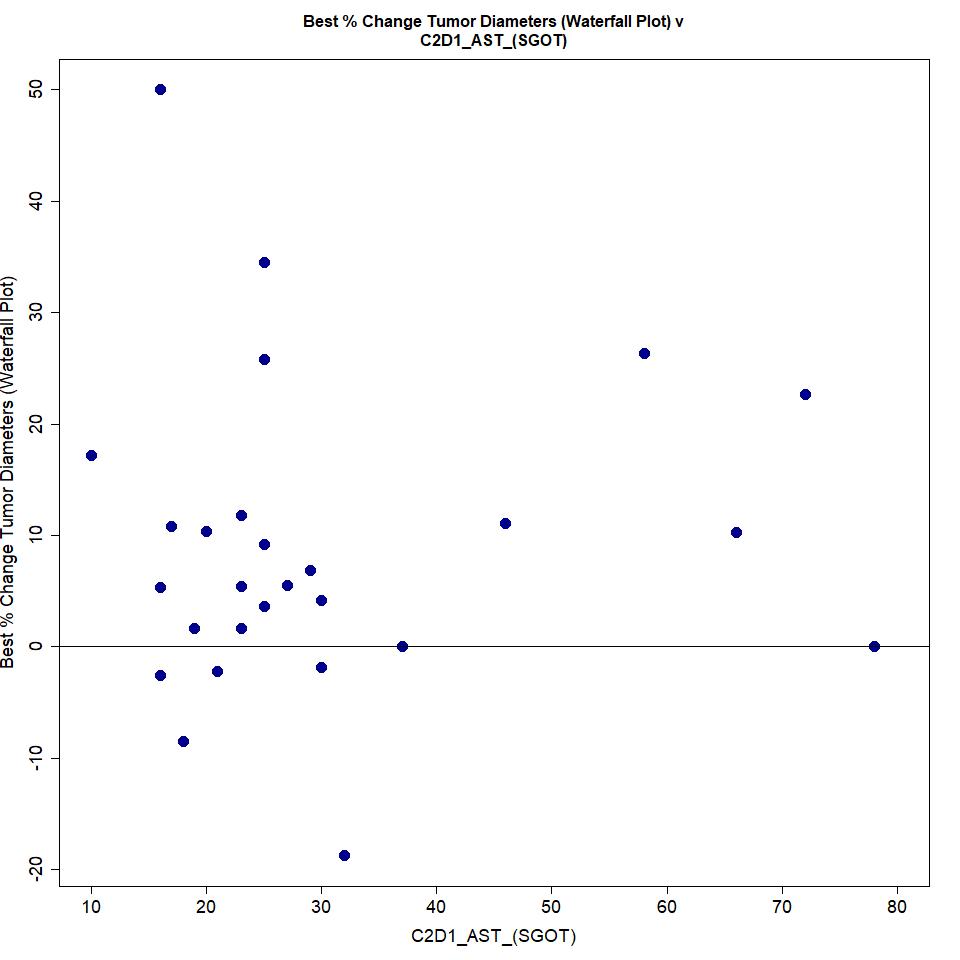 Best % Change Tumor Diameters (Waterfall Plot) v
C2D1_AST_(SGOT)
Best % Change Tumor Diameters (Waterfall Plot)
50
40
30
20
10
0
-10
-20
10 20 30 40 50 60 70 80
C2D1_AST_(SGOT)